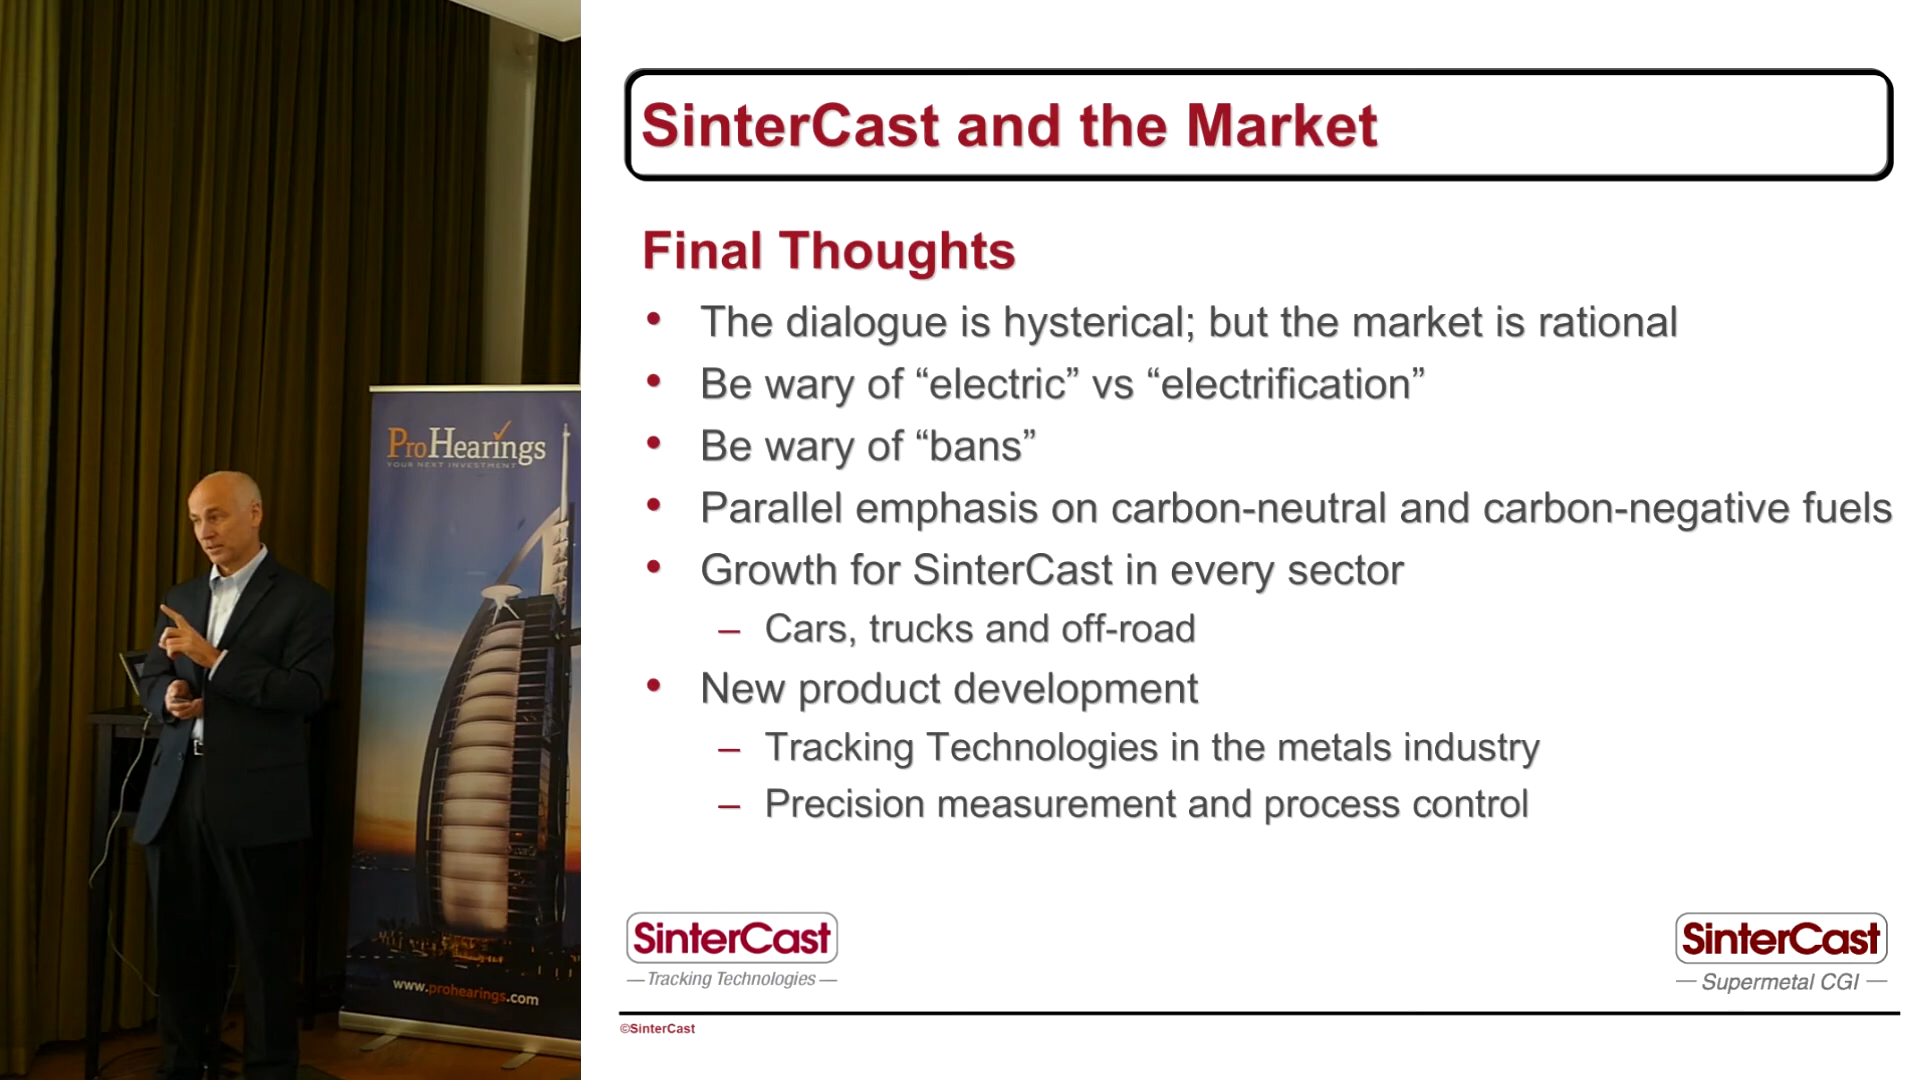 ProHearings
YOUR NEXT INVESTMENT
www.prohearings.com
SinterCast and the Market
Final Thoughts
• The dialogue is hysterical; but the market is rational
• Be wary of “electric” vs “electrification”
• Be wary of “bans”
• Parallel emphasis on carbon-neutral and carbon-negative fuels
• Growth for SinterCast in every sector
– Cars, trucks and off-road
• New product development
– Tracking Technologies in the metals industry
– Precision measurement and process control
SinterCast
— Tracking Technologies —
SinterCast
— Supermetal CGI —
©SinterCast